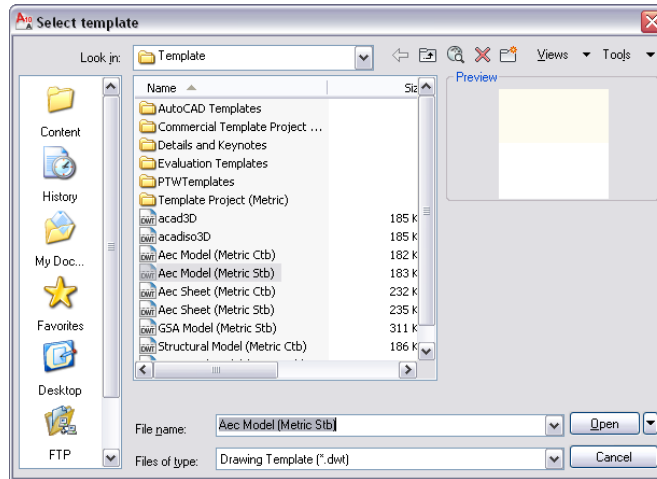 Select template
Look in: Template Views Tools
Name Siz
Preview
AutoCAD Templates
Commercial Template Project ...
Details and Keynotes
Evaluation Templates
PTWTemplates
Template Project (Metric)
acad3D 185 K
acadiso3D 185 K
Aec Model (Metric Ctb) 182 K
Aec Model (Metric Stb) 183 K
Aec Sheet (Metric Ctb) 232 K
Aec Sheet (Metric Stb) 235 K
GSA Model (Metric Stb) 311 K
Structural Model (Metric Ctb) 186 K
Content
History
My Doc...
Favorites
Desktop
FTP
File name: Aec Model (Metric Stb) Open
Files of type: Drawing Template (*.dwt) Cancel